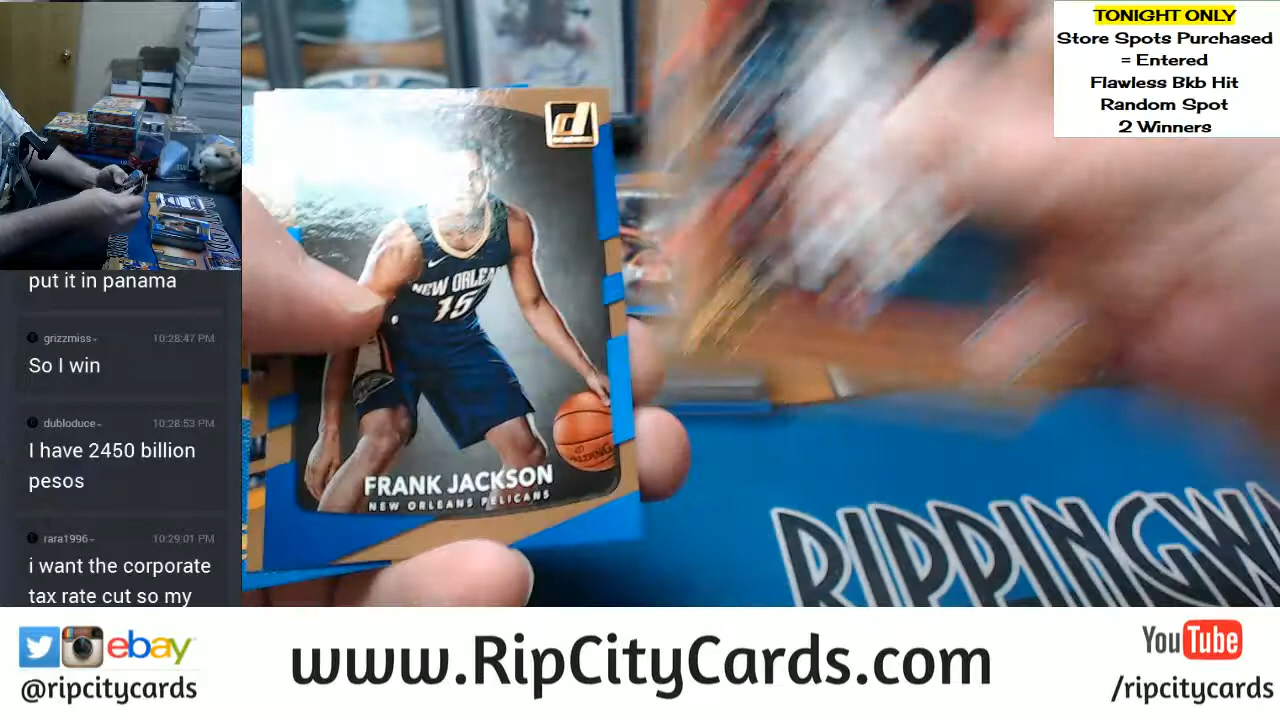 TONIGHT ONLY
Store Spots Purchased
= Entered
Flawless Bkb Hit
Random Spot
2 Winners
put it in panama
grizzmiss
10:28:47 PM
So I win
dubloduce
10:28:53 PM
I have 2450 billion
pesos
rara1996
10:29:01 PM
i want the corporate
tax rate cut so my
d
NEW ORLEA
15
SPALDING
FRANK JACKSON
NEW ORLEANS PELICANS
RIPPINGW
ebay
@ripcitycards
www.RipCityCards.com
YouTube
/ripcitycards